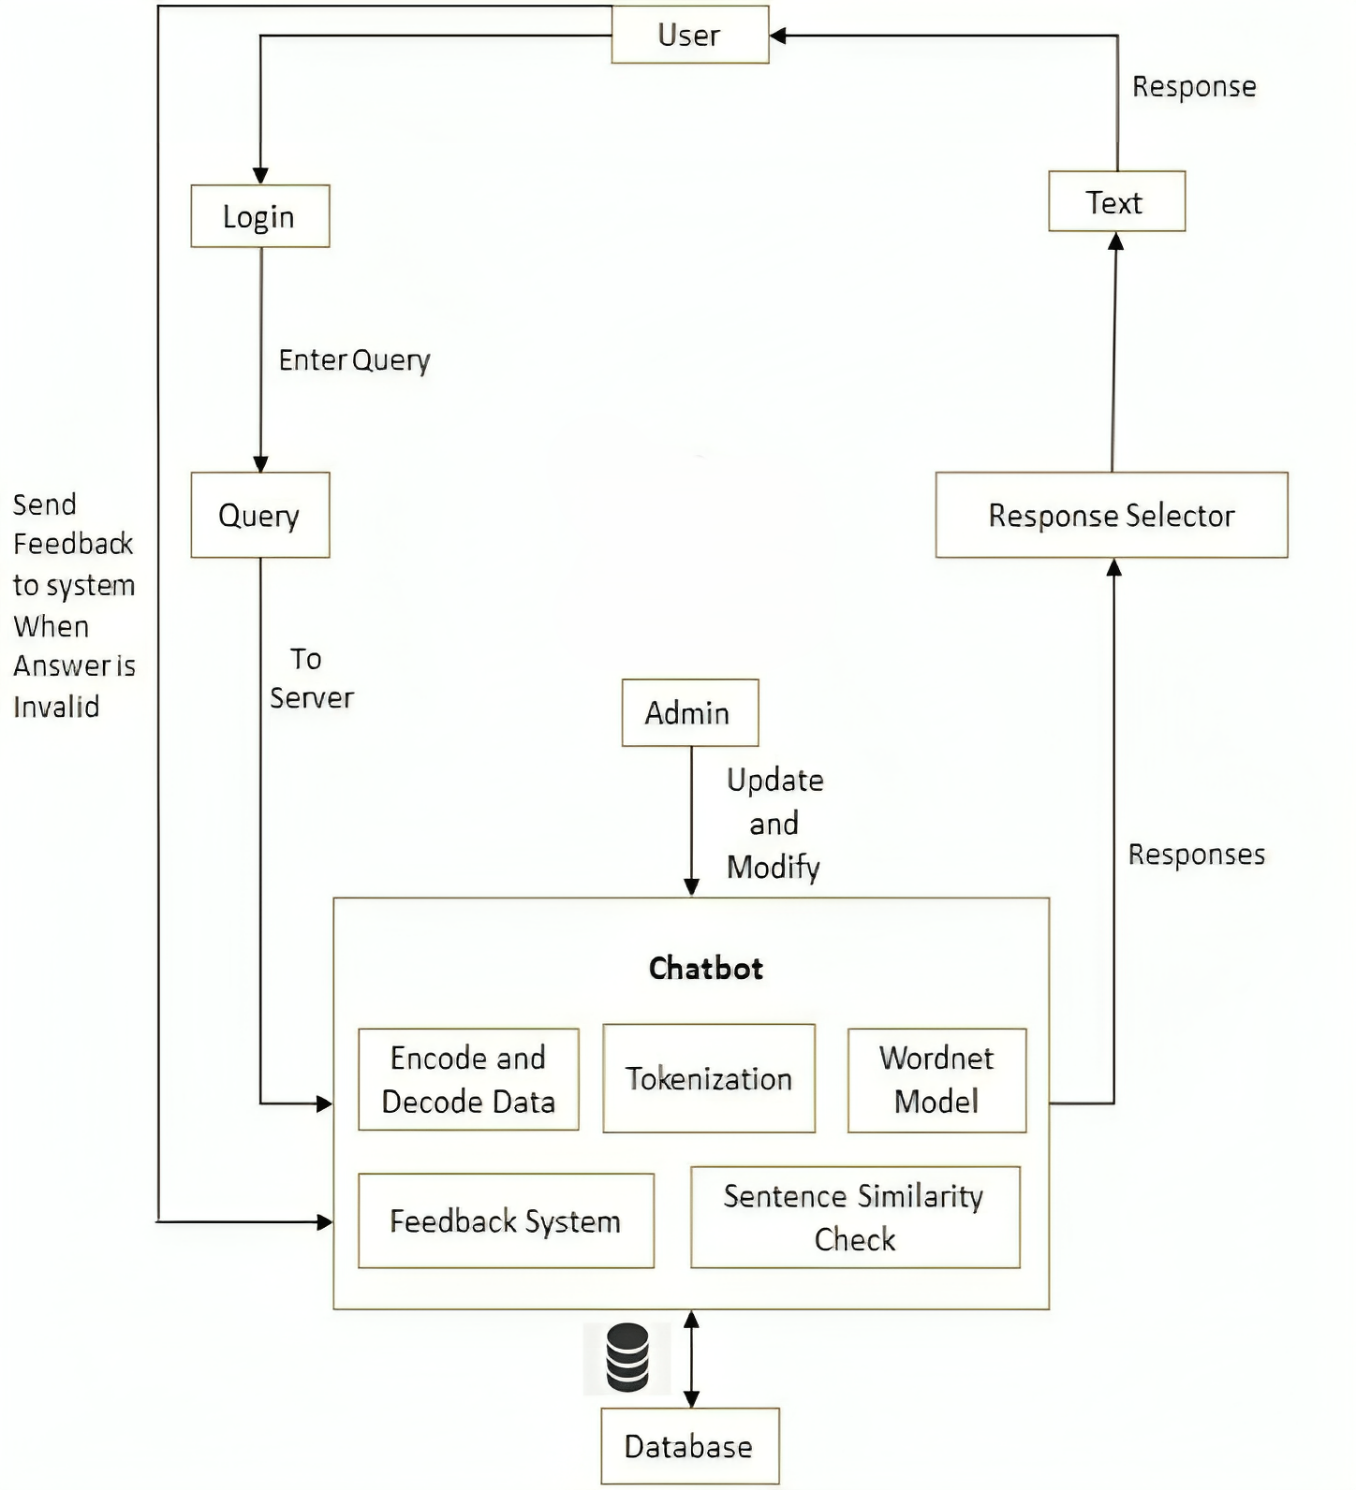 User
Response
Login
Text
Enter Query
Query
Response Selector
Send
Feedback
to system
When
Answer is
Invalid
To
Server
Admin
Update
and
Modify
Responses
Chatbot
Encode and
Decode Data
Tokenization
Wordnet
Model
Feedback System
Sentence Similarity
Check
Database